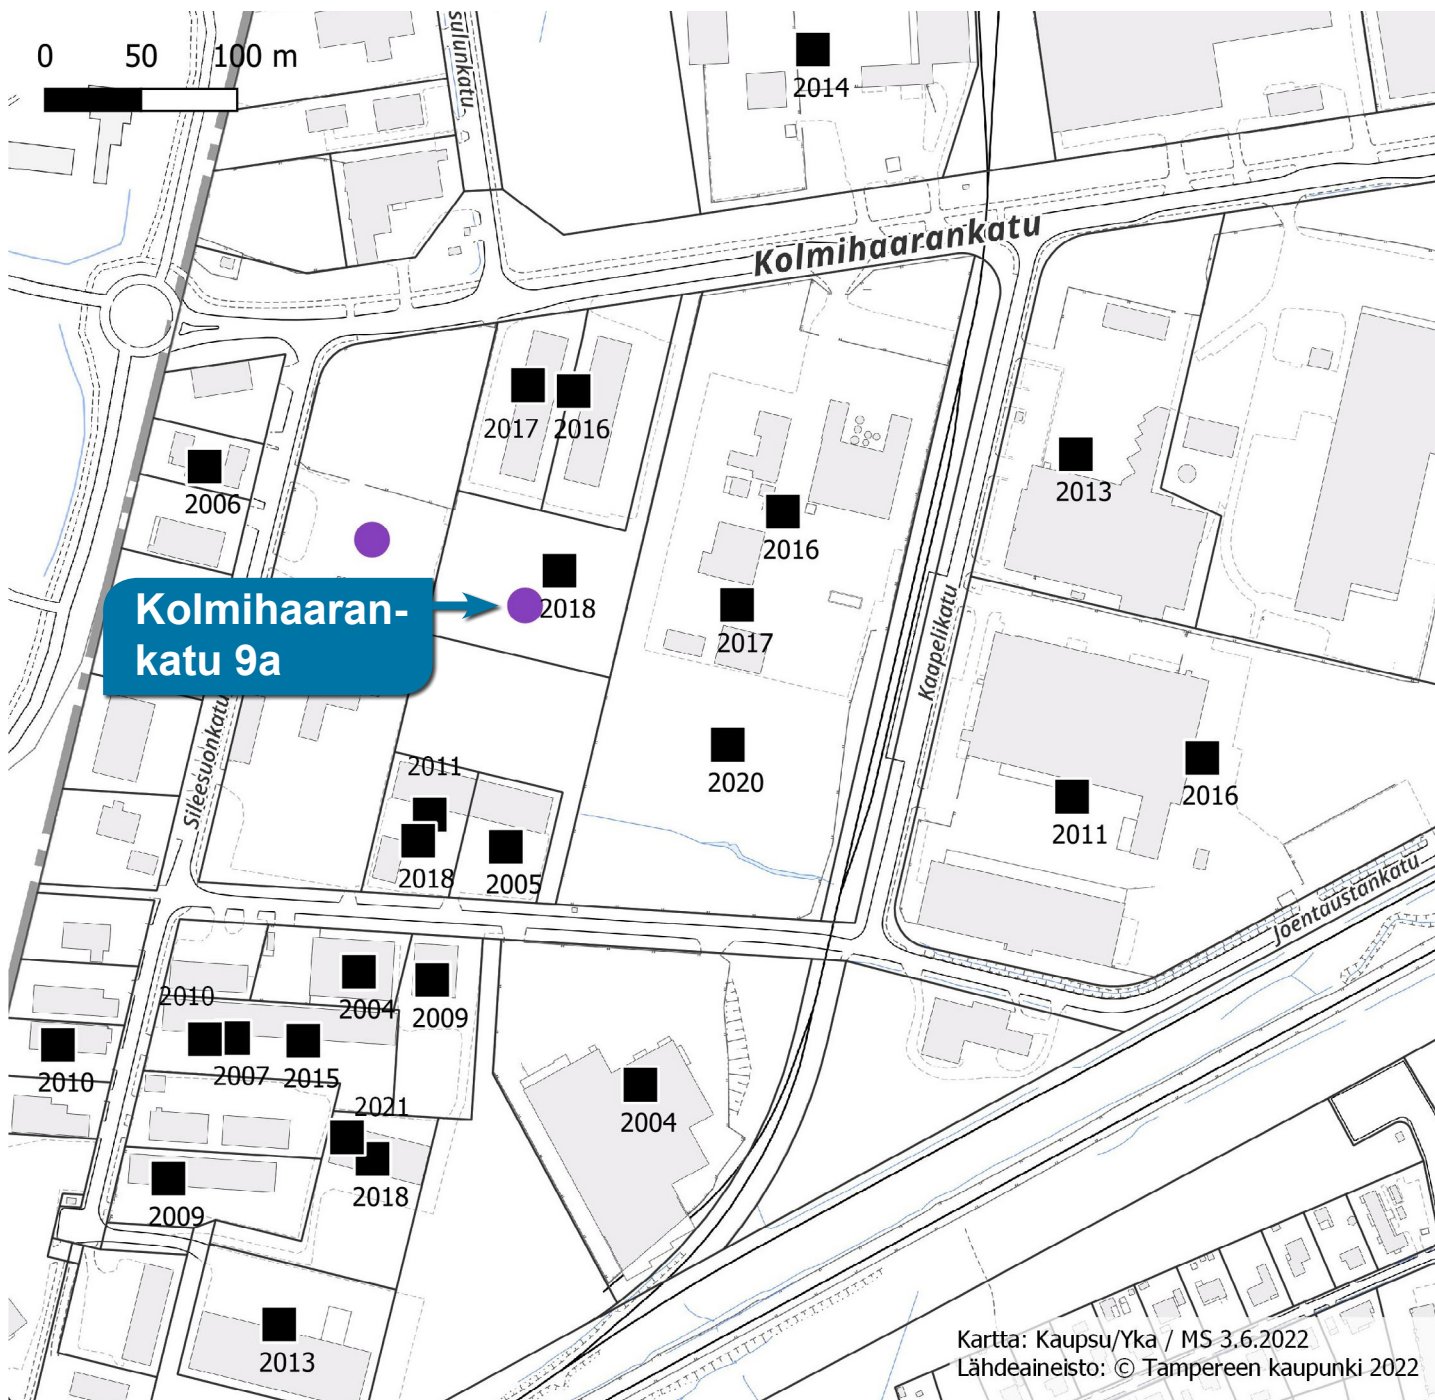 0 50 100 m
sulunkatu
2014
Kolmihaarankatu
2017
2016
2006
2013
2016
Kolmihaaran-
katu 9a
2018
2017
Kaapelikatu
Sileesuonkatu
2011
2020
2016
2011
2018
2005
Joentaustankatu
2010
2004
2009
2010
2007
2015
2021
2004
2018
2009
2013
Kartta: Kaupsu/Yka / MS 3.6.2022
Lähdeaineisto: © Tampereen kaupunki 2022